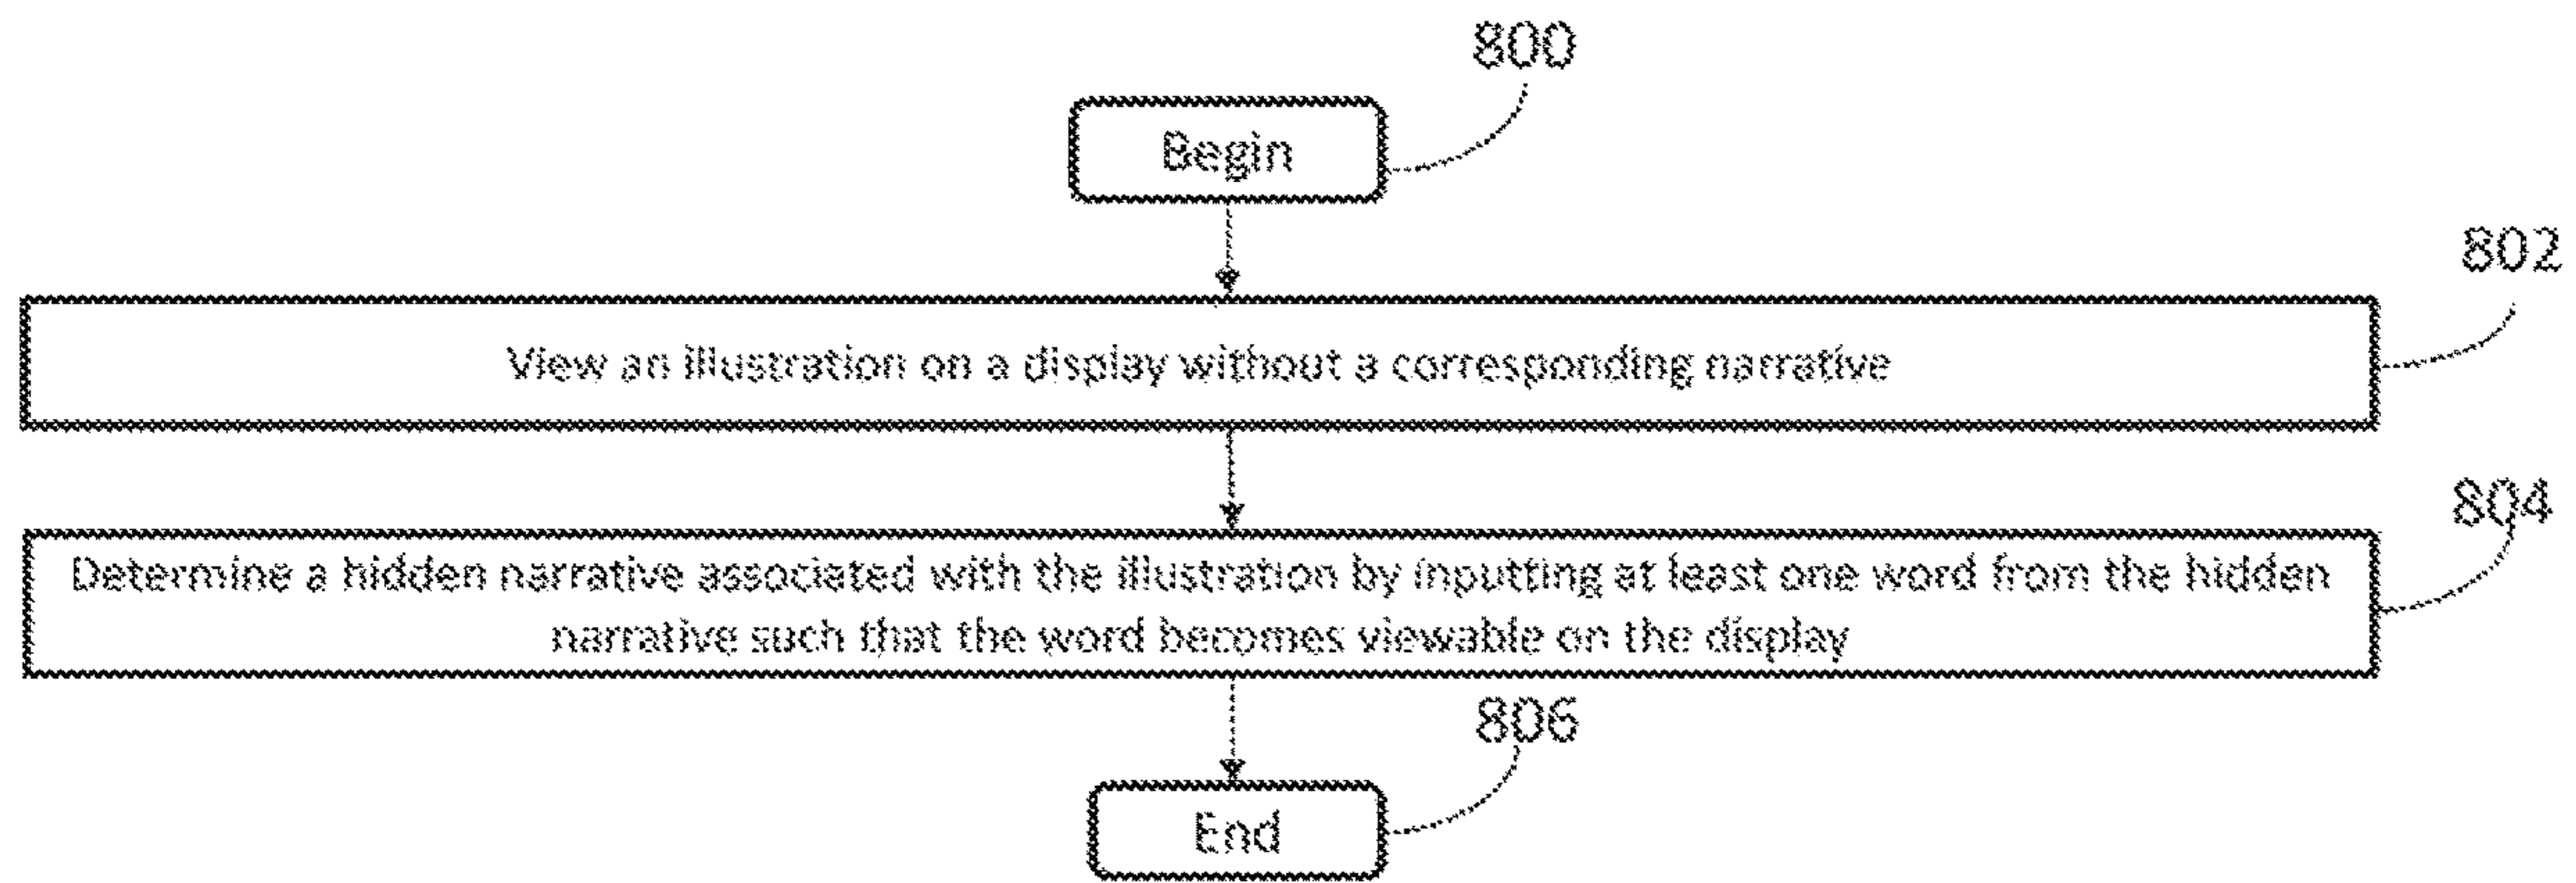 800
Begin
802
View an illustration on a display without a corresponding narrative
804
Determine a hidden narrative associated with the illustration by inputting at least one word from the hidden
narrative such that the word becomes viewable on the display
806
End